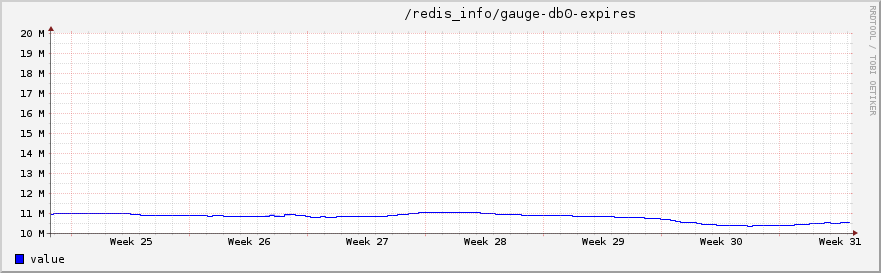 /redis_info/gauge-db0-expires
RRDTOOL / TOBI OETIKER
20 M
19 M
18 M
17 M
16 M
15 M
14 M
13 M
12 M
11 M
10 M
Week 25 Week 26 Week 27 Week 28 Week 29 Week 30 Week 31
value